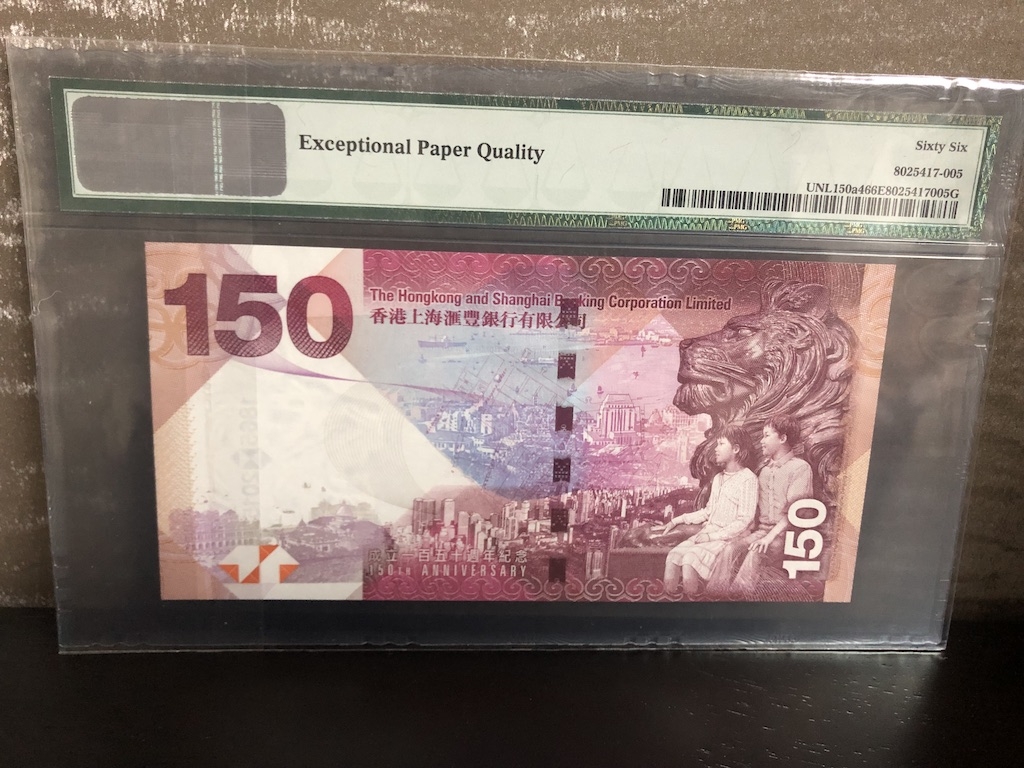 Exceptional Paper Quality
Sixty Six
8025417-005
UNL150a466E8025417005G
150
The Hongkong and Shanghai Banking Corporation Limited
香港上海滙豐銀行有限公司
成立一百五十週年紀念
150TH ANNIVERSARY
150